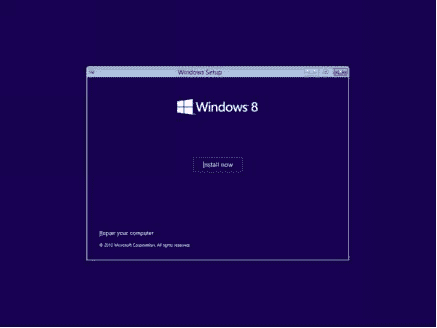 Windows Setup
Windows 8
Install now
Repair your computer
© 2012 Microsoft Corporation. All rights reserved.